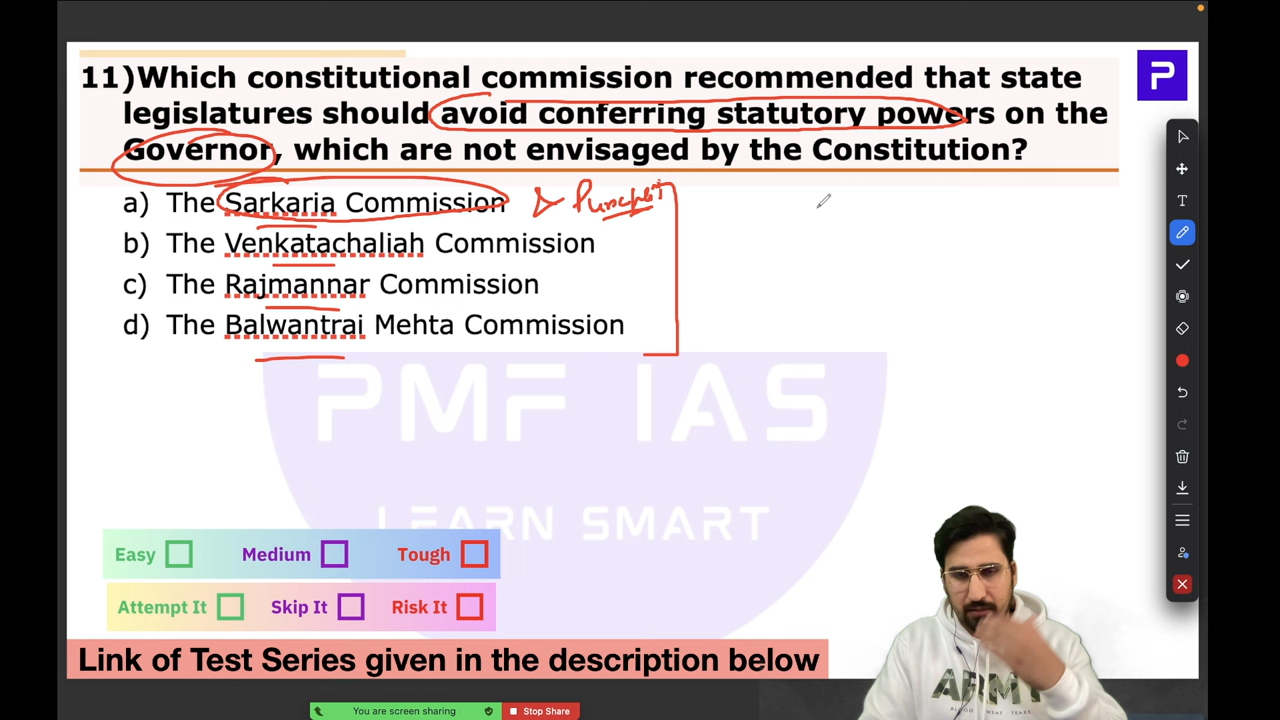 11)Which constitutional commission recommended that state
legislatures should avoid conferring statutory powers on the
Governor, which are not envisaged by the Constitution?
a) The Sarkaria Commission
b) The Venkatachaliah Commission
c) The Rajmannar Commission
d) The Balwantrai Mehta Commission
P
PMF IAS
LEARN SMART
Easy Medium Tough
Attempt It Skip It Risk It
Link of Test Series given in the description below
ARMY
You are screen sharing Stop Share
T